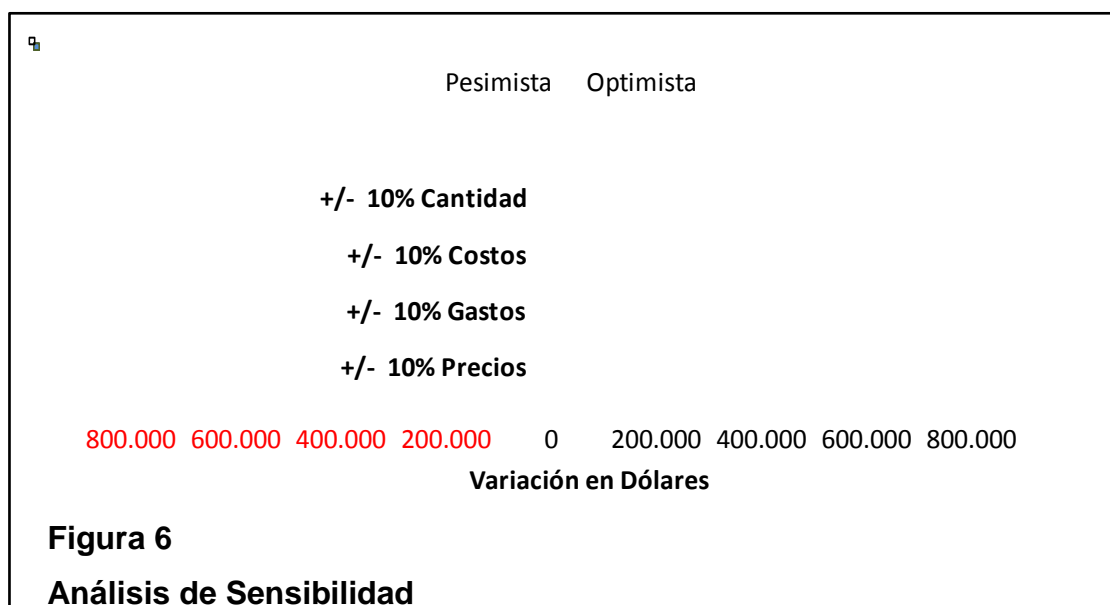 Pesimista Optimista
+/- 10% Cantidad
+/- 10% Costos
+/- 10% Gastos
+/- 10% Precios
800.000 600.000 400.000 200.000 0 200.000 400.000 600.000 800.000
Variación en Dólares
Figura 6
Análisis de Sensibilidad